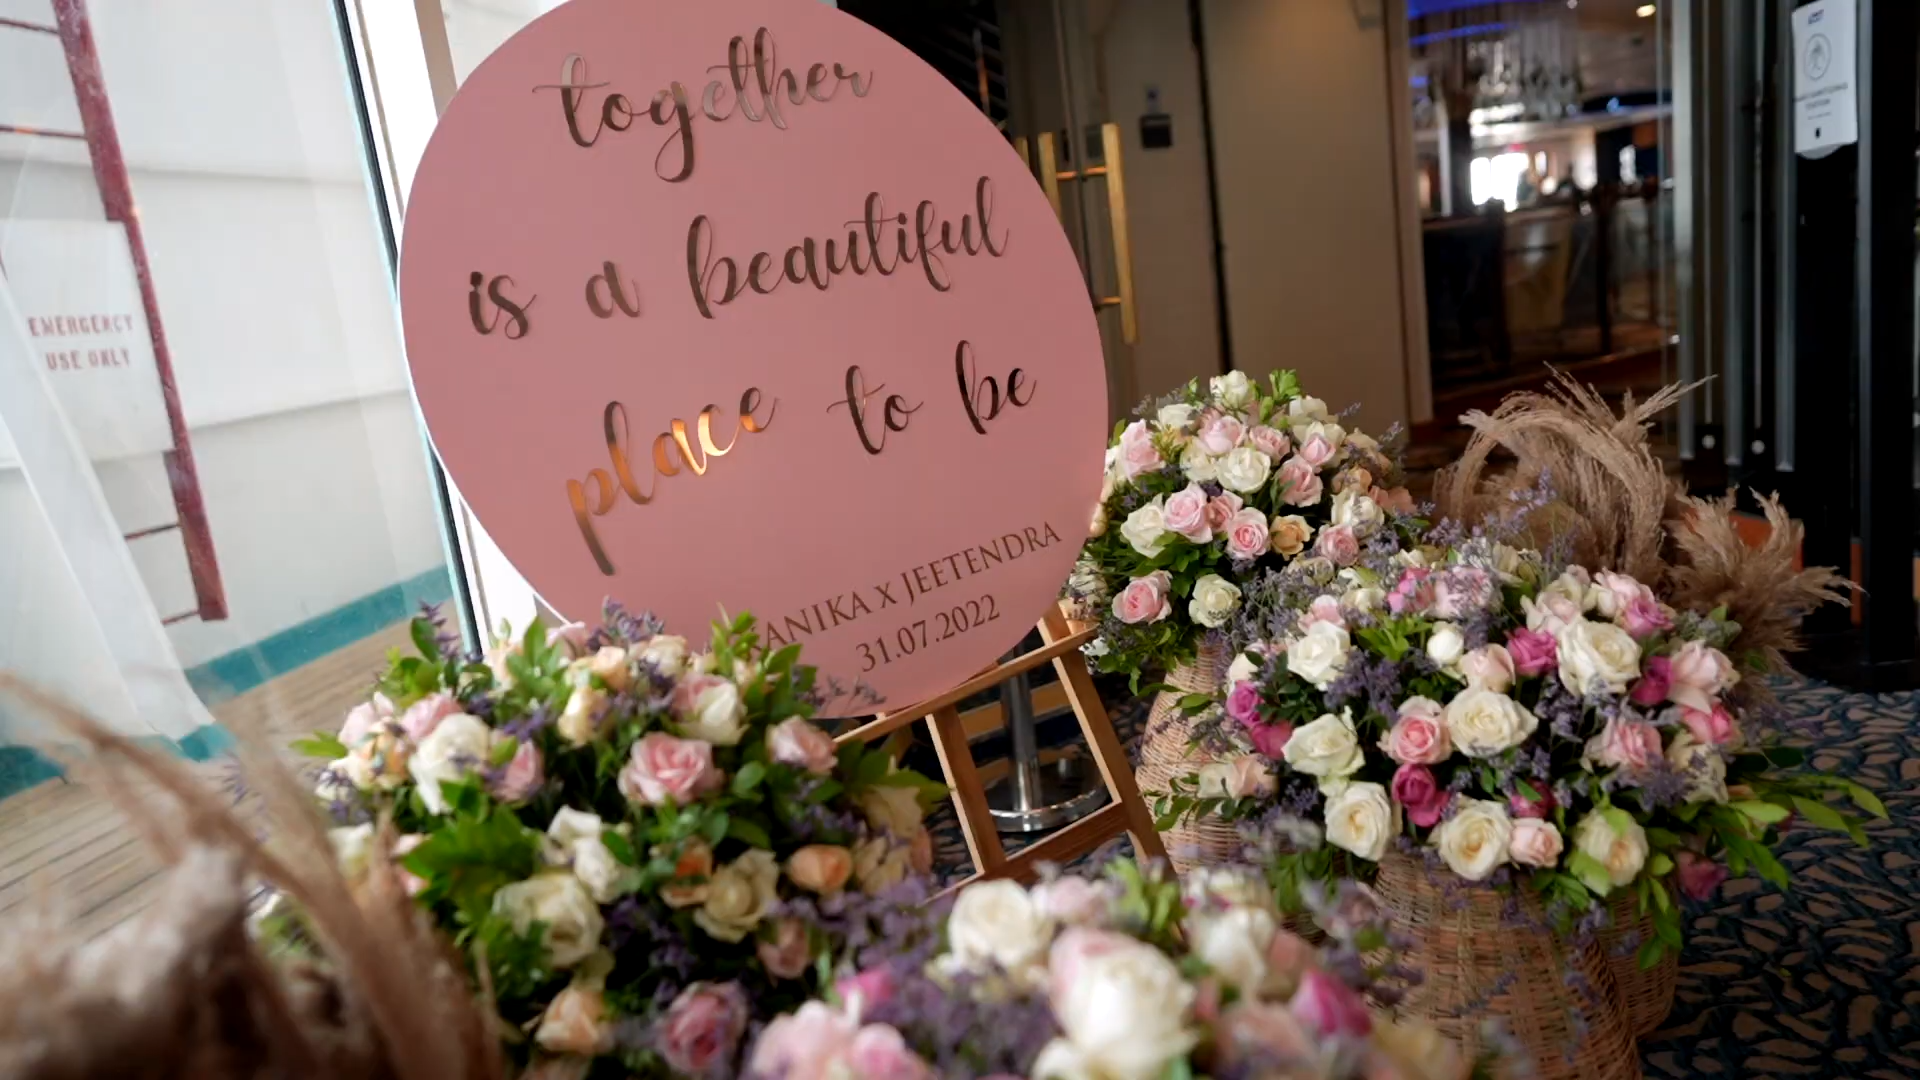 together
is a beautiful
place to be
ANIKA x JEETENDRA
31.07.2022
EMERGENCY
USE ONLY